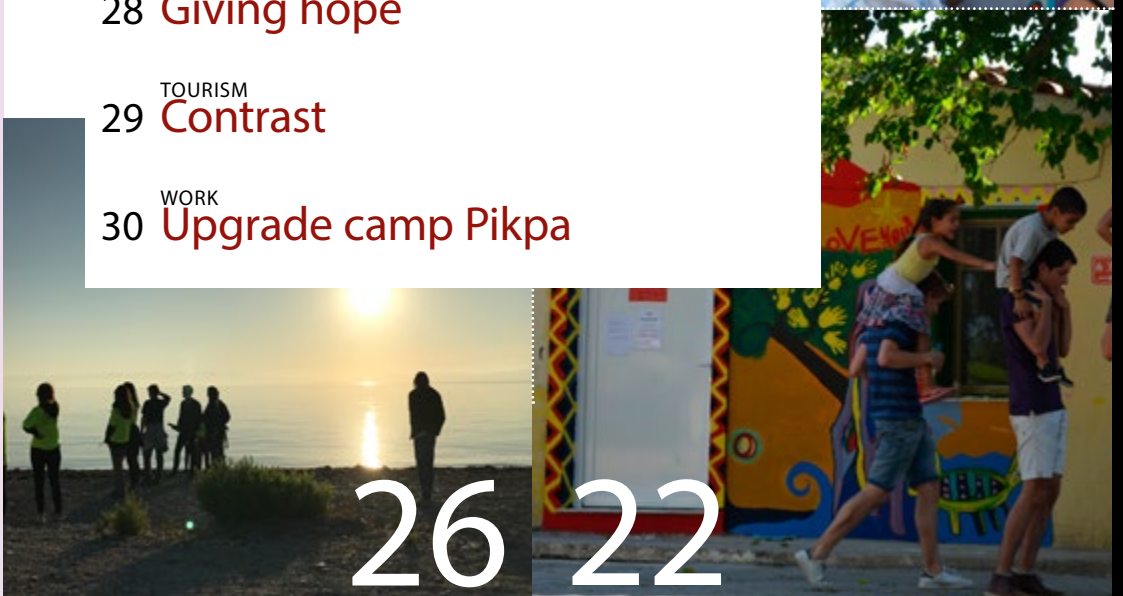 28 Giving hope
TOURISM
29 Contrast
WORK
30 Upgrade camp Pikpa
26
22